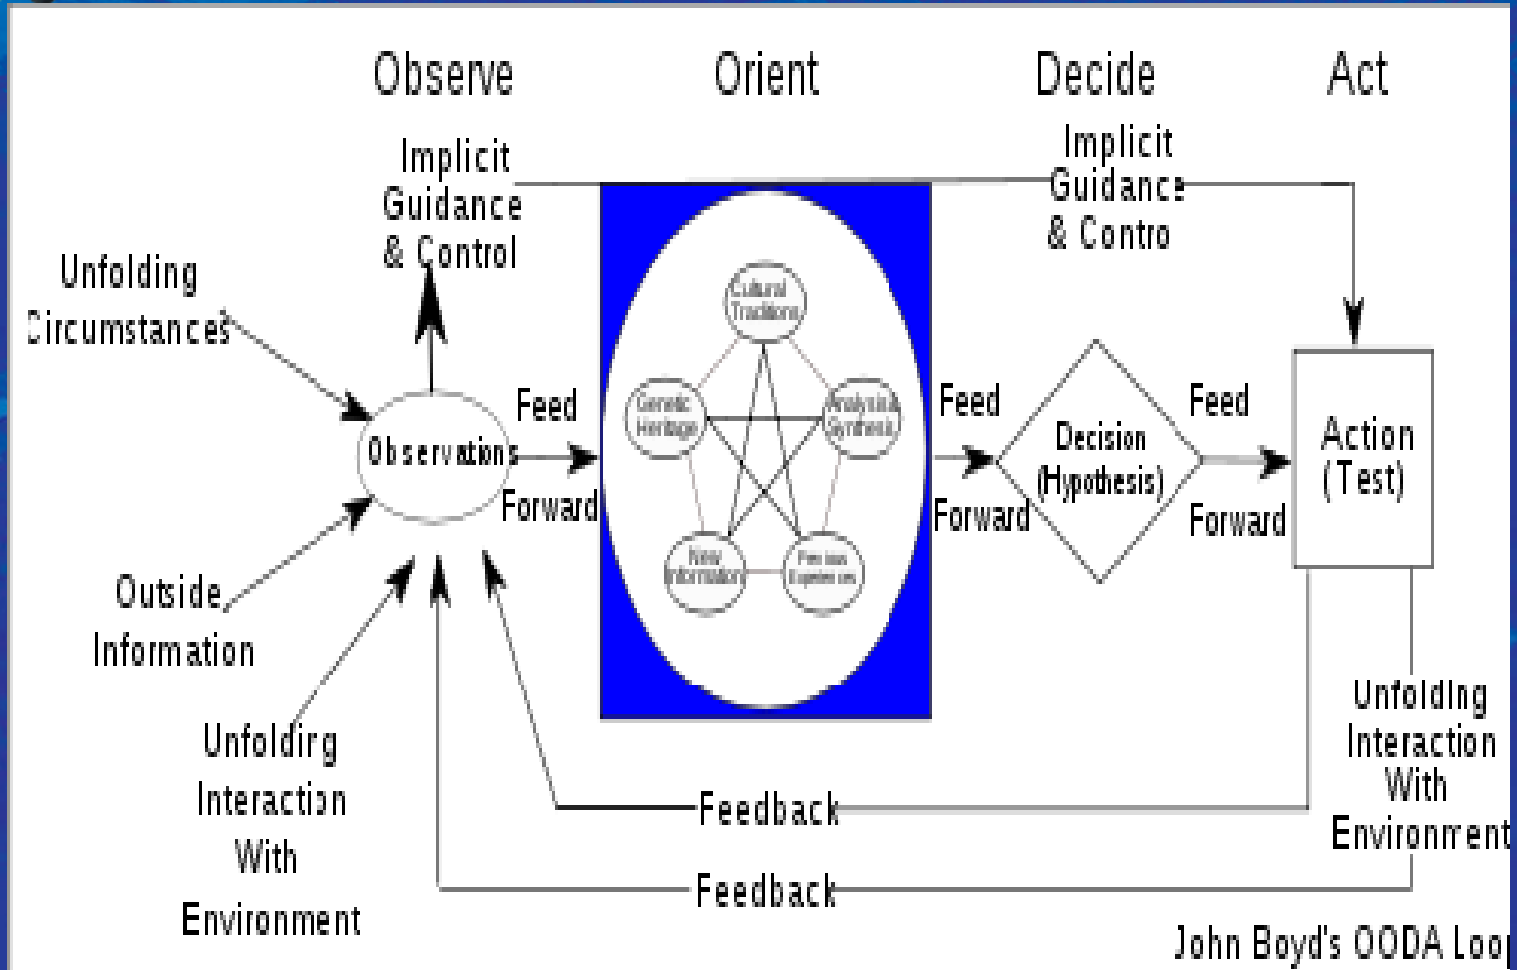 Observe
Orient
Decide
Act
Implicit
Guidance
& Control
Implicit
Guidance
& Contro
Unfolding
Circumstances
Observations
Feed
Forward
Cultural
Traditions
Genetic
Heritage
Analysis
Synthesis
New
Information
Previous
Experiences
Feed
Forward
Decision
(Hypothesis)
Feed
Forward
Action
(Test)
Outside
Information
Unfolding
Interaction
With
Environment
Unfolding
Interaction
With
Environment
Feedback
Feedback
John Boyd's OODA Loop